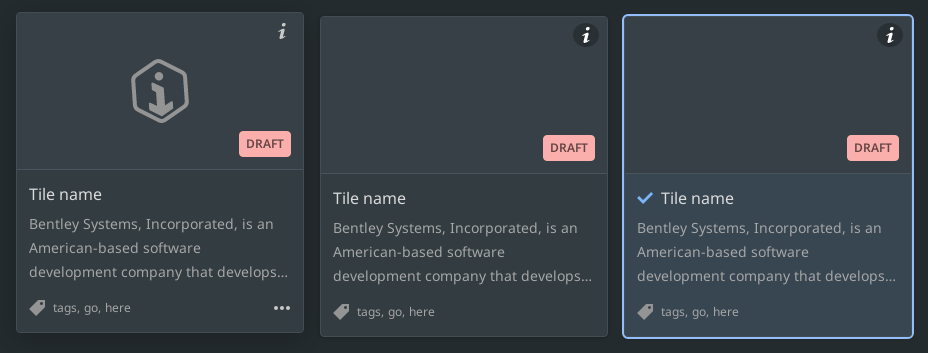 DRAFT
Tile name
Bentley Systems, Incorporated, is an
American-based software
development company that develops...
tags, go, here
DRAFT
Tile name
Bentley Systems, Incorporated, is an
American-based software
development company that develops...
tags, go, here
DRAFT
Tile name
Bentley Systems, Incorporated, is an
American-based software
development company that develops...
tags, go, here